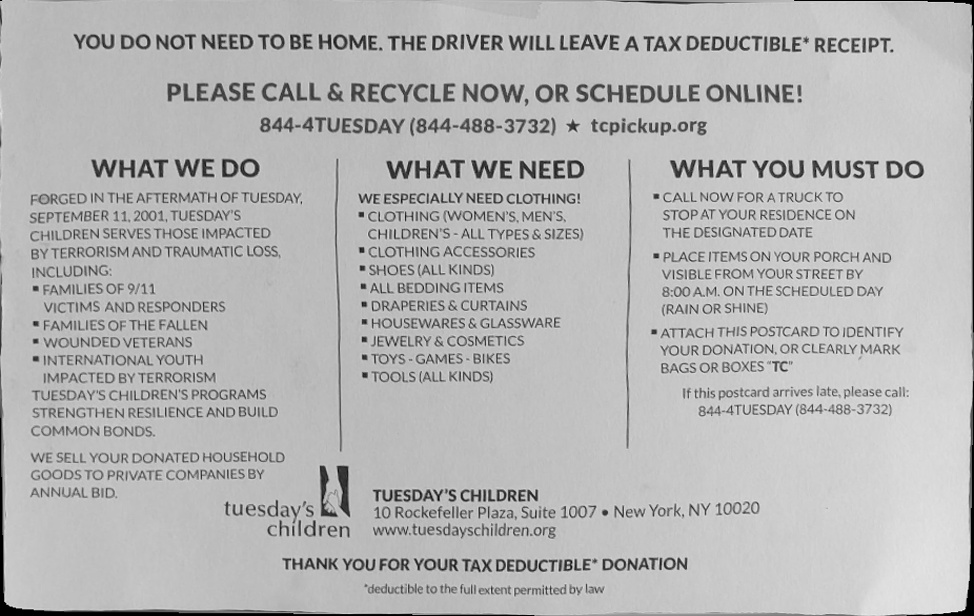 YOU DO NOT NEED TO BE HOME. THE DRIVER WILL LEAVE A TAX DEDUCTIBLE* RECEIPT.
PLEASE CALL & RECYCLE NOW, OR SCHEDULE ONLINE!
844-4TUESDAY (844-488-3732) ★ tcpickup.org
WHAT WE DO
FORGED IN THE AFTERMATH OF TUESDAY,
SEPTEMBER 11, 2001, TUESDAY'S
CHILDREN SERVES THOSE IMPACTED
BY TERRORISM AND TRAUMATIC LOSS,
INCLUDING:
▪ FAMILIES OF 9/11
VICTIMS AND RESPONDERS
▪ FAMILIES OF THE FALLEN
▪ WOUNDED VETERANS
▪ INTERNATIONAL YOUTH
IMPACTED BY TERRORISM
TUESDAY'S CHILDREN'S PROGRAMS
STRENGTHEN RESILIENCE AND BUILD
COMMON BONDS.
WE SELL YOUR DONATED HOUSEHOLD
GOODS TO PRIVATE COMPANIES BY
ANNUAL BID.
WHAT WE NEED
WE ESPECIALLY NEED CLOTHING!
▪ CLOTHING (WOMEN'S, MEN'S,
CHILDREN'S - ALL TYPES & SIZES)
▪ CLOTHING ACCESSORIES
▪ SHOES (ALL KINDS)
▪ ALL BEDDING ITEMS
▪ DRAPERIES & CURTAINS
▪ HOUSEWARES & GLASSWARE
▪ JEWELRY & COSMETICS
▪ TOYS - GAMES - BIKES
▪ TOOLS (ALL KINDS)
WHAT YOU MUST DO
▪ CALL NOW FOR A TRUCK TO
STOP AT YOUR RESIDENCE ON
THE DESIGNATED DATE
▪ PLACE ITEMS ON YOUR PORCH AND
VISIBLE FROM YOUR STREET BY
8:00 A.M. ON THE SCHEDULED DAY
(RAIN OR SHINE)
▪ ATTACH THIS POSTCARD TO IDENTIFY
YOUR DONATION, OR CLEARLY MARK
BAGS OR BOXES "TC"
If this postcard arrives late, please call:
844-4TUESDAY (844-488-3732)
tuesday's
children
TUESDAY'S CHILDREN
10 Rockefeller Plaza, Suite 1007 • New York, NY 10020
www.tuesdayschildren.org
THANK YOU FOR YOUR TAX DEDUCTIBLE* DONATION
*deductible to the full extent permitted by law